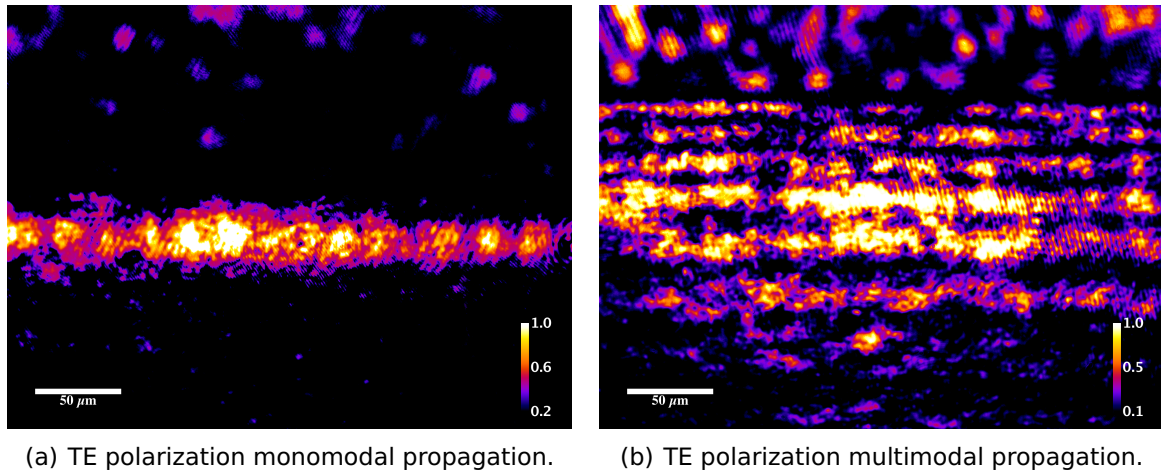 1.0
0.6
0.2
50 μm
1.0
0.5
0.1
50 μm
(a) TE polarization monomodal propagation.
(b) TE polarization multimodal propagation.